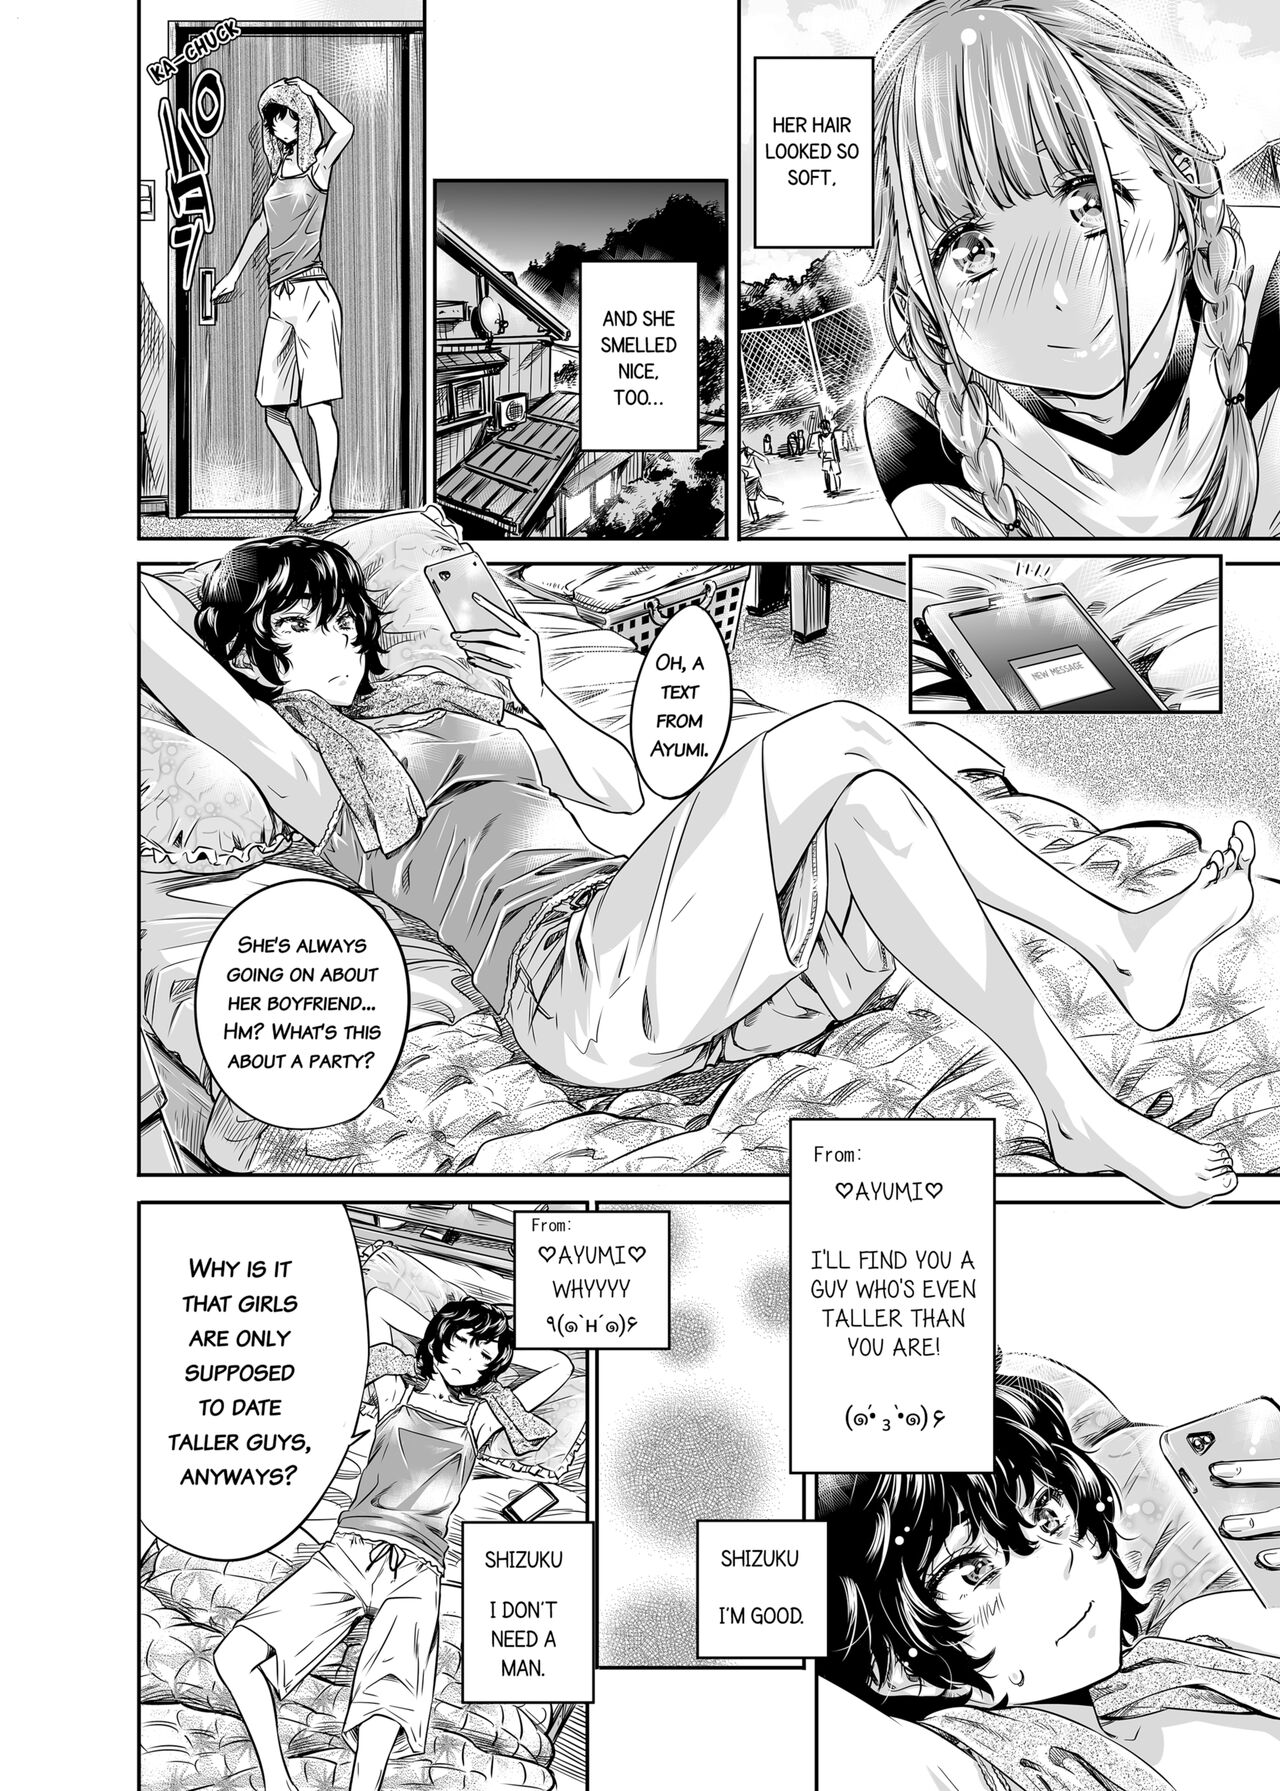 HER HAIR
LOOKED SO
SOFT,
AND SHE
SMELLED
NICE,
TOO...
KA-CHUCK
パタン
NEW MESSAGE
OH, A
TEXT
FROM
AYUMI.
SHE'S ALWAYS
GOING ON ABOUT
HER BOYFRIEND...
HM? WHAT'S THIS
ABOUT A PARTY?
From:
♡AYUMI♡
I'LL FIND YOU A
GUY WHO'S EVEN
TALLER THAN
YOU ARE!
(๑•́ ₃ •̀๑)۶
SHIZUKU
I'M GOOD.
From:
♡AYUMI♡
WHYYYY
٩(๑`н´๑)۶
SHIZUKU
I DON'T
NEED A
MAN.
WHY IS IT
THAT GIRLS
ARE ONLY
SUPPOSED
TO DATE
TALLER GUYS,
ANYWAYS?